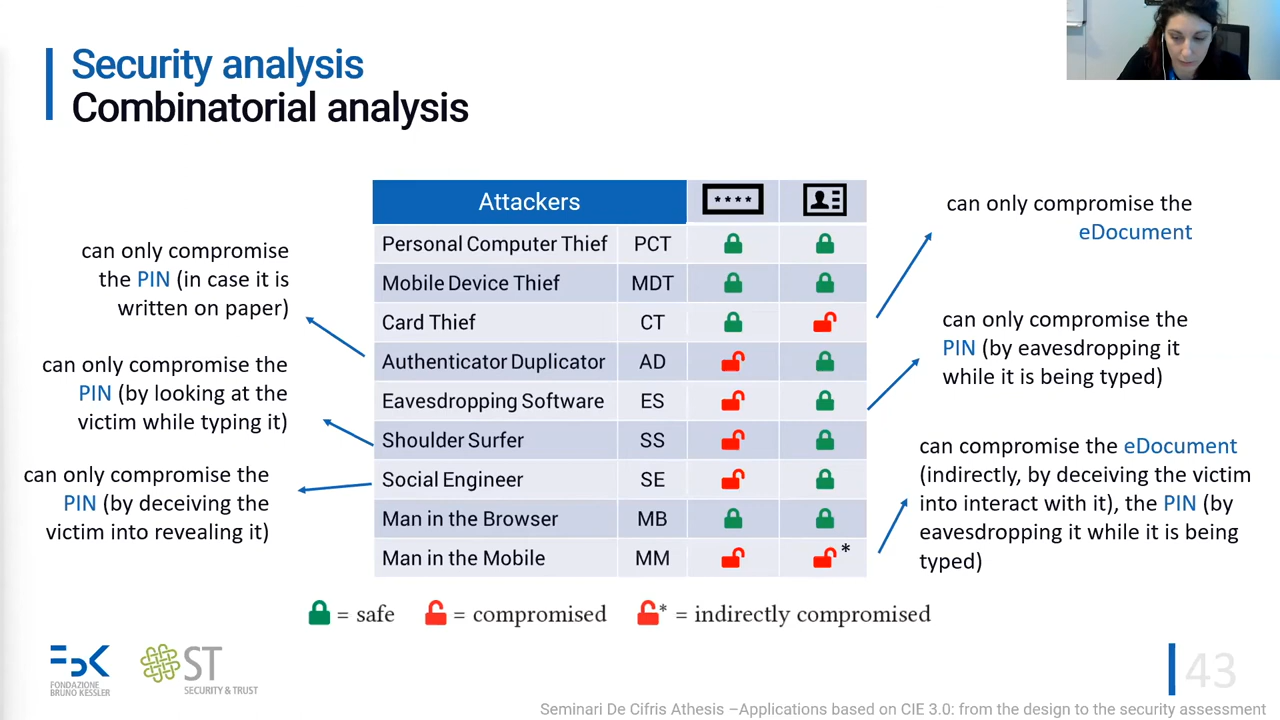 Security analysis
Combinatorial analysis
can only compromise
the PIN (in case it is
written on paper)
can only compromise the
PIN (by looking at the
victim while typing it)
can only compromise the
PIN (by deceiving the
victim into revealing it)
Attackers ****
Personal Computer Thief PCT
Mobile Device Thief MDT
Card Thief CT
Authenticator Duplicator AD
Eavesdropping Software ES
Shoulder Surfer SS
Social Engineer SE
Man in the Browser MB
Man in the Mobile MM *
can only compromise the
eDocument
can only compromise the
PIN (by eavesdropping it
while it is being typed)
can compromise the eDocument
(indirectly, by deceiving the victim
into interact with it), the PIN (by
eavesdropping it while it is being
typed)
= safe = compromised * = indirectly compromised
FBK
FONDAZIONE
BRUNO KESSLER
ST
SECURITY & TRUST
43
Seminari De Cifris Athesis –Applications based on CIE 3.0: from the design to the security assessment